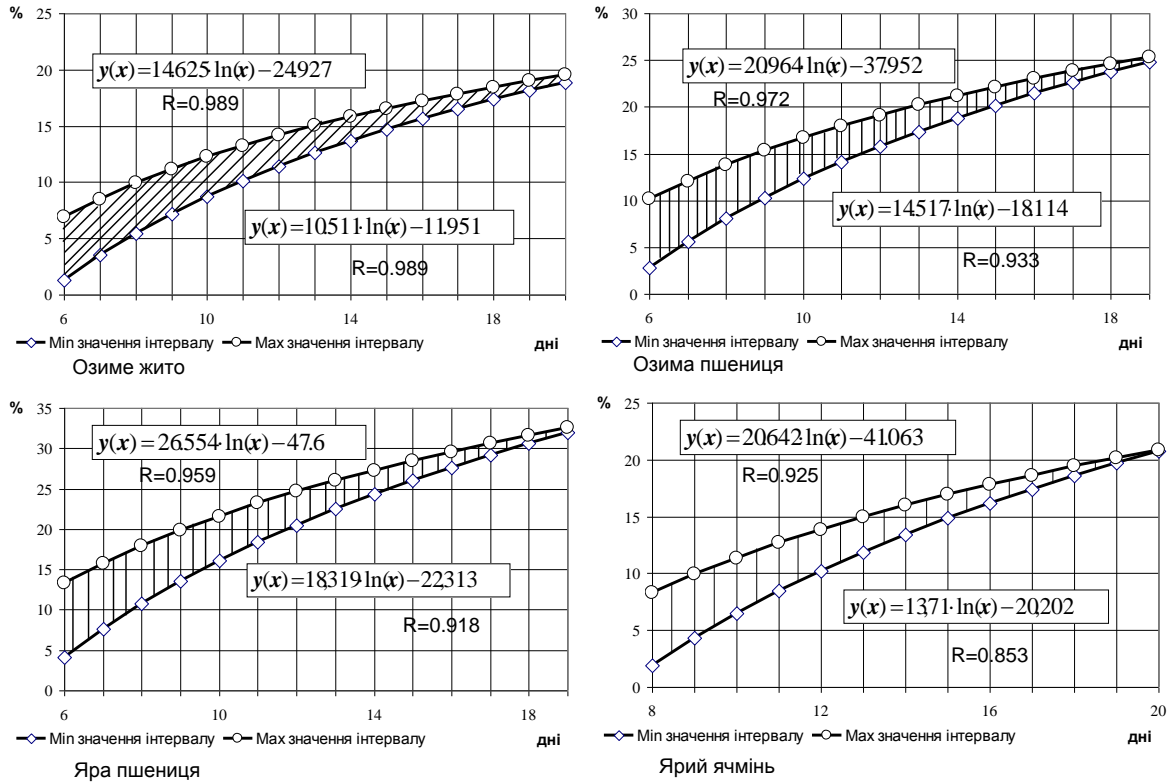 %
25
20
15
10
5
0
y(x)=14.625·ln(x)−24.927
R=0.989
y(x)=10.511·ln(x)−11.951
R=0.989
6 10 14 18
Min значення інтервалу Max значення інтервалу дні
Озиме жито
%
30
25
20
15
10
5
0
y(x)=20.964·ln(x)−37.952
R=0.972
y(x)=14.517·ln(x)−18.114
R=0.933
6 10 14 18
Min значення інтервалу Max значення інтервалу дні
Озима пшениця
%
35
30
25
20
15
10
5
0
y(x)=26.554·ln(x)−47.6
R=0.959
y(x)=18.319·ln(x)−22.313
R=0.918
6 10 14 18
Min значення інтервалу Max значення інтервалу дні
Яра пшениця
%
25
20
15
10
5
0
y(x)=20.642·ln(x)−41.063
R=0.925
y(x)=13.71·ln(x)−20.202
R=0.853
8 12 16 20
Min значення інтервалу Max значення інтервалу дні
Ярий ячмінь